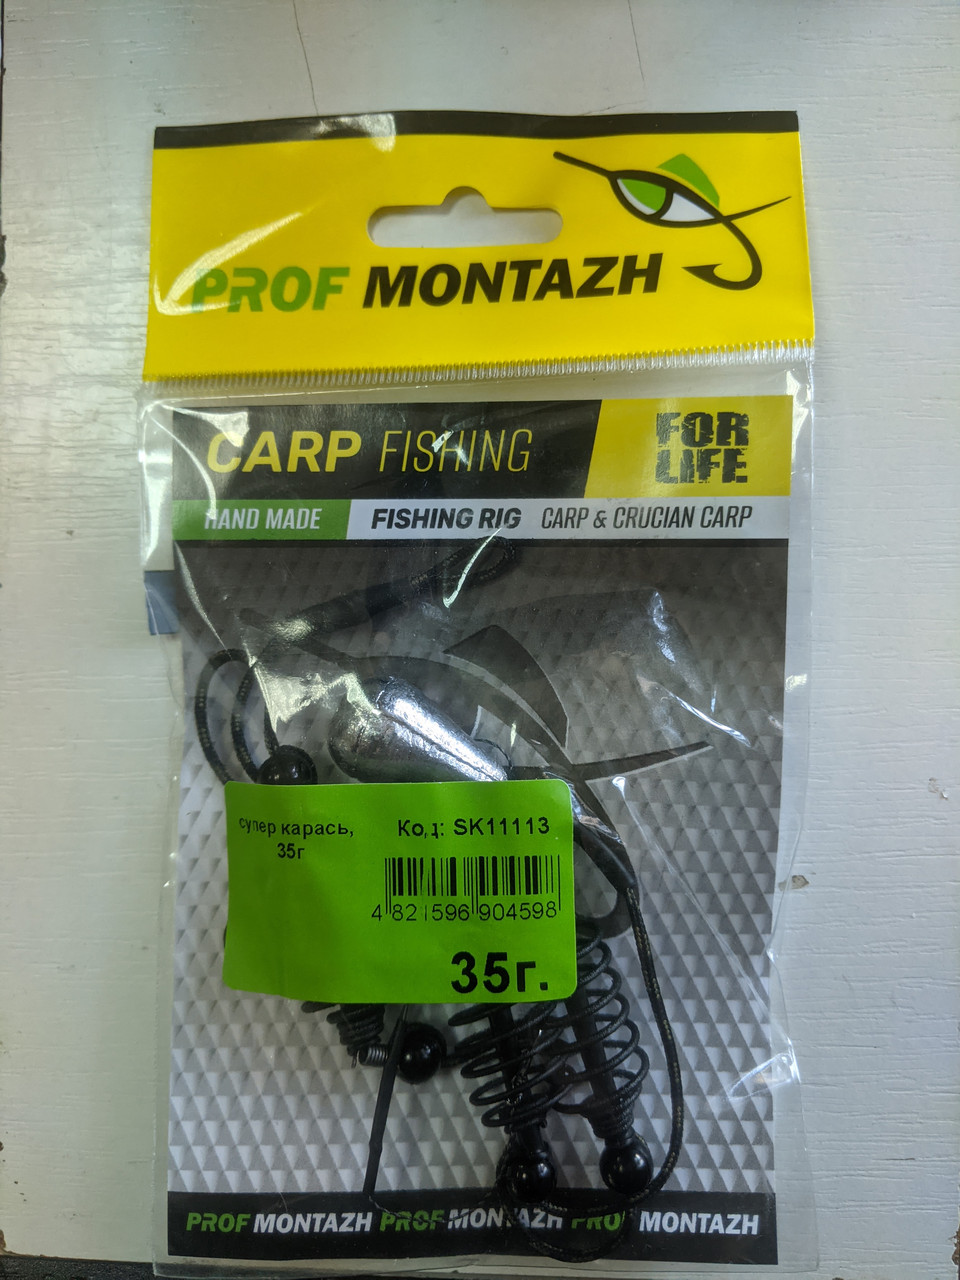 PROF MONTAZH
CARP FISHING
FOR
LIFE
HAND MADE FISHING RIG CARP & CRUCIAN CARP
супер карась,
35г
Код: SK11113
4 821596 904598
35г.
PROF MONTAZH PROF MONTAZH PROF MONTAZH